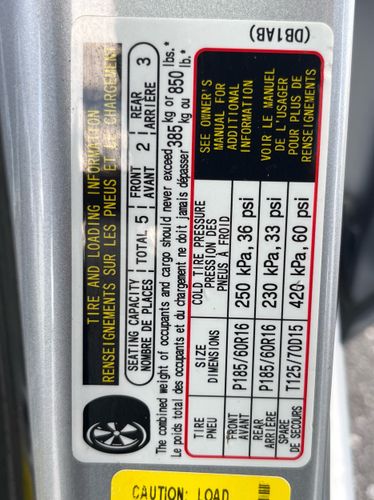 TIRE AND LOADING INFORMATION
RENSEIGNEMENTS SUR LES PNEUS ET LE CHARGEMENT
SEATING CAPACITY
NOMBRE DE PLACES
TOTAL 5
FRONT
AVANT
2
REAR
ARRIÈRE
3
The combined weight of occupants and cargo should never exceed 385 kg or 850 lbs.*
Le poids total des occupants et du chargement ne doit jamais dépasser 385 kg ou 850 lb.*
TIRE
PNEU
SIZE
DIMENSIONS
COLD TIRE PRESSURE
PRESSION DES
PNEUS À FROID
SEE OWNER'S
MANUAL FOR
ADDITIONAL
INFORMATION
VOIR LE MANUEL
DE L'USAGER
POUR PLUS DE
RENSEIGNEMENTS
FRONT
AVANT
P185/60R16
250 kPa, 36 psi
REAR
ARRIÈRE
P185/60R16
230 kPa, 33 psi
SPARE
DE SECOURS
T125/70D15
420 kPa, 60 psi
(DB1AB)
CAUTION: LOAD